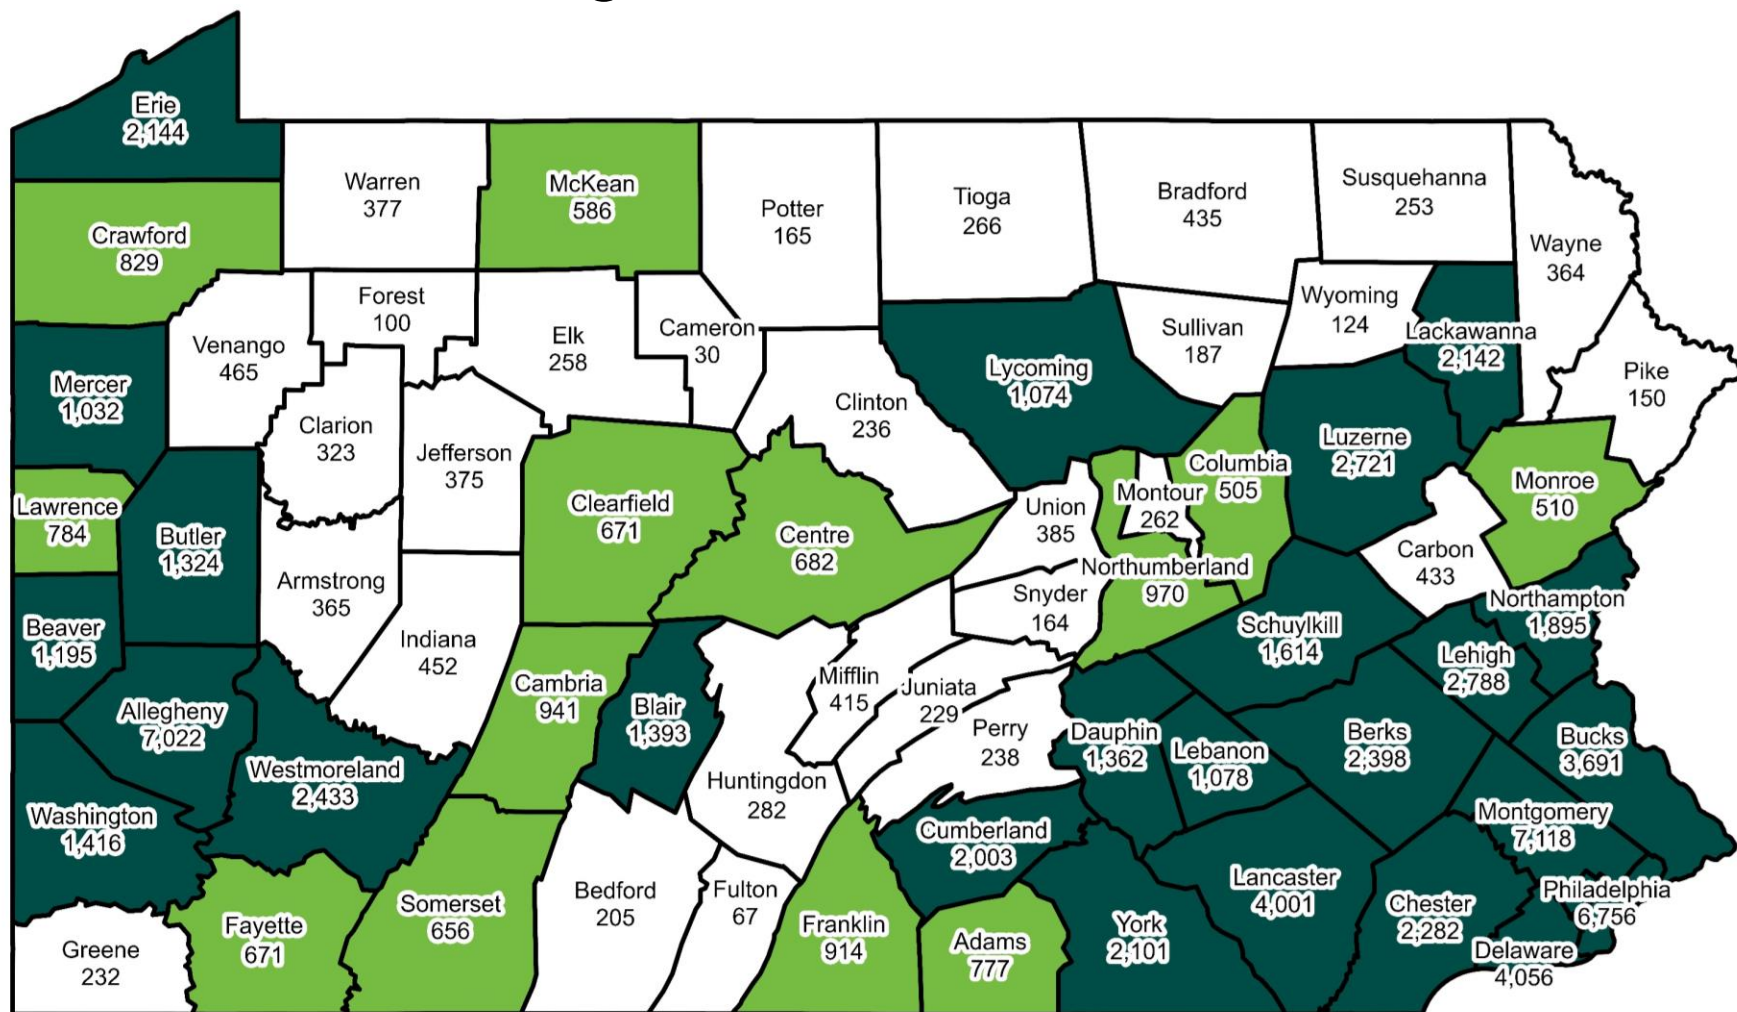 Erie
2,144
Warren
377
McKean
586
Potter
165
Tioga
266
Bradford
435
Susquehanna
253
Wayne
364
Crawford
829
Forest
100
Elk
258
Cameron
30
Sullivan
187
Wyoming
124
Lackawanna
2,142
Venango
465
Mercer
1,032
Clarion
323
Jefferson
375
Clinton
236
Lycoming
1,074
Luzerne
2,721
Pike
150
Lawrence
784
Butler
1,324
Clearfield
671
Centre
682
Union
385
Montour
262
Columbia
505
Monroe
510
Armstrong
365
Northumberland
970
Carbon
433
Beaver
1,195
Indiana
452
Snyder
164
Schuylkill
1,614
Northampton
1,895
Lehigh
2,788
Allegheny
7,022
Cambria
941
Blair
1,393
Mifflin
415
Juniata
229
Perry
238
Dauphin
1,362
Lebanon
1,078
Berks
2,398
Bucks
3,691
Westmoreland
2,433
Huntingdon
282
Washington
1,416
Cumberland
2,003
Montgomery
7,118
Greene
232
Fayette
671
Somerset
656
Bedford
205
Fulton
67
Franklin
914
Adams
777
York
2,101
Lancaster
4,001
Chester
2,282
Philadelphia
6,756
Delaware
4,056